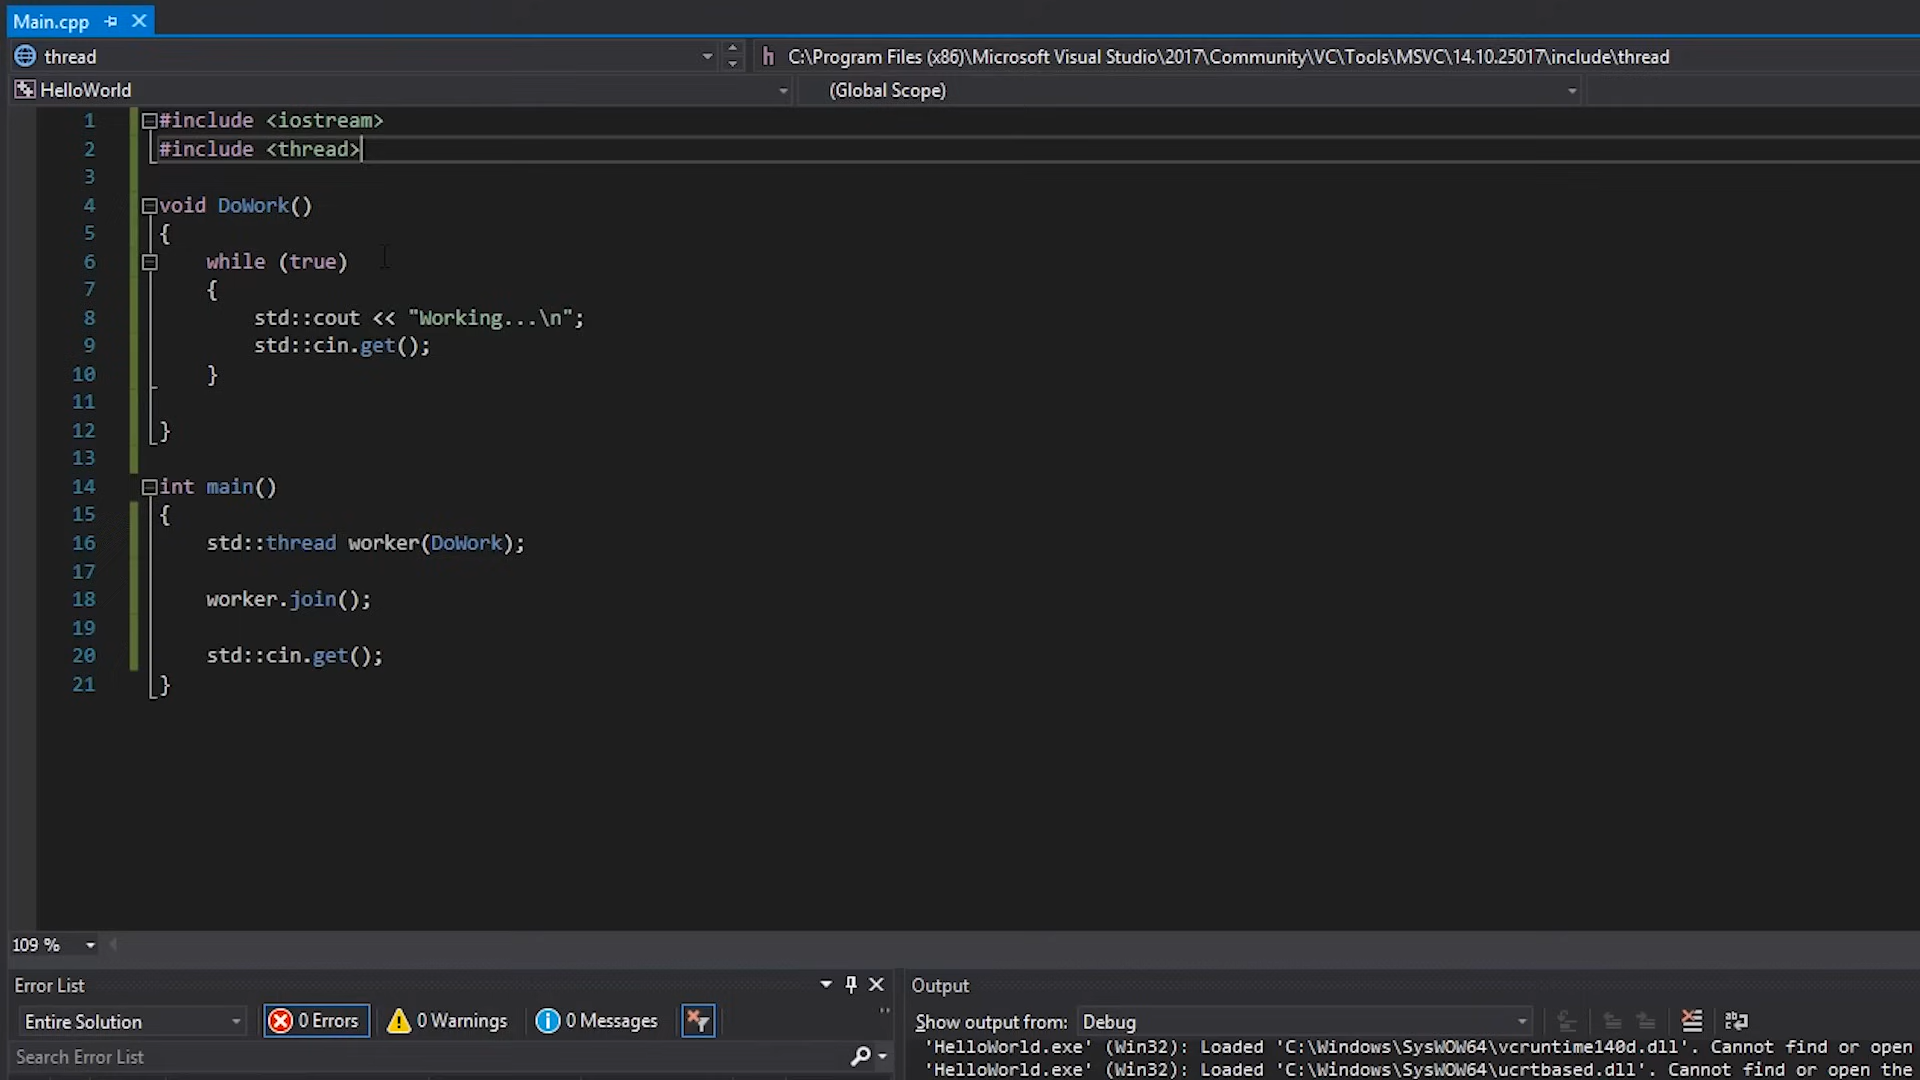 Main.cpp
thread
C:\Program Files (x86)\Microsoft Visual Studio\2017\Community\VC\Tools\MSVC\14.10.25017\include\thread
HelloWorld
(Global Scope)
1 #include <iostream>
2 #include <thread>
3
4 void DoWork()
5 {
6 while (true)
7 {
8 std::cout << "Working...\n";
9 std::cin.get();
10 }
11
12 }
13
14 int main()
15 {
16 std::thread worker(DoWork);
17
18 worker.join();
19
20 std::cin.get();
21 }
109 %
Error List
Entire Solution
0 Errors
0 Warnings
0 Messages
Search Error List
Output
Show output from: Debug
'HelloWorld.exe' (Win32): Loaded 'C:\Windows\SysWOW64\vcruntime140d.dll'. Cannot find or open
'HelloWorld.exe' (Win32): Loaded 'C:\Windows\SysWOW64\ucrtbased.dll'. Cannot find or open the